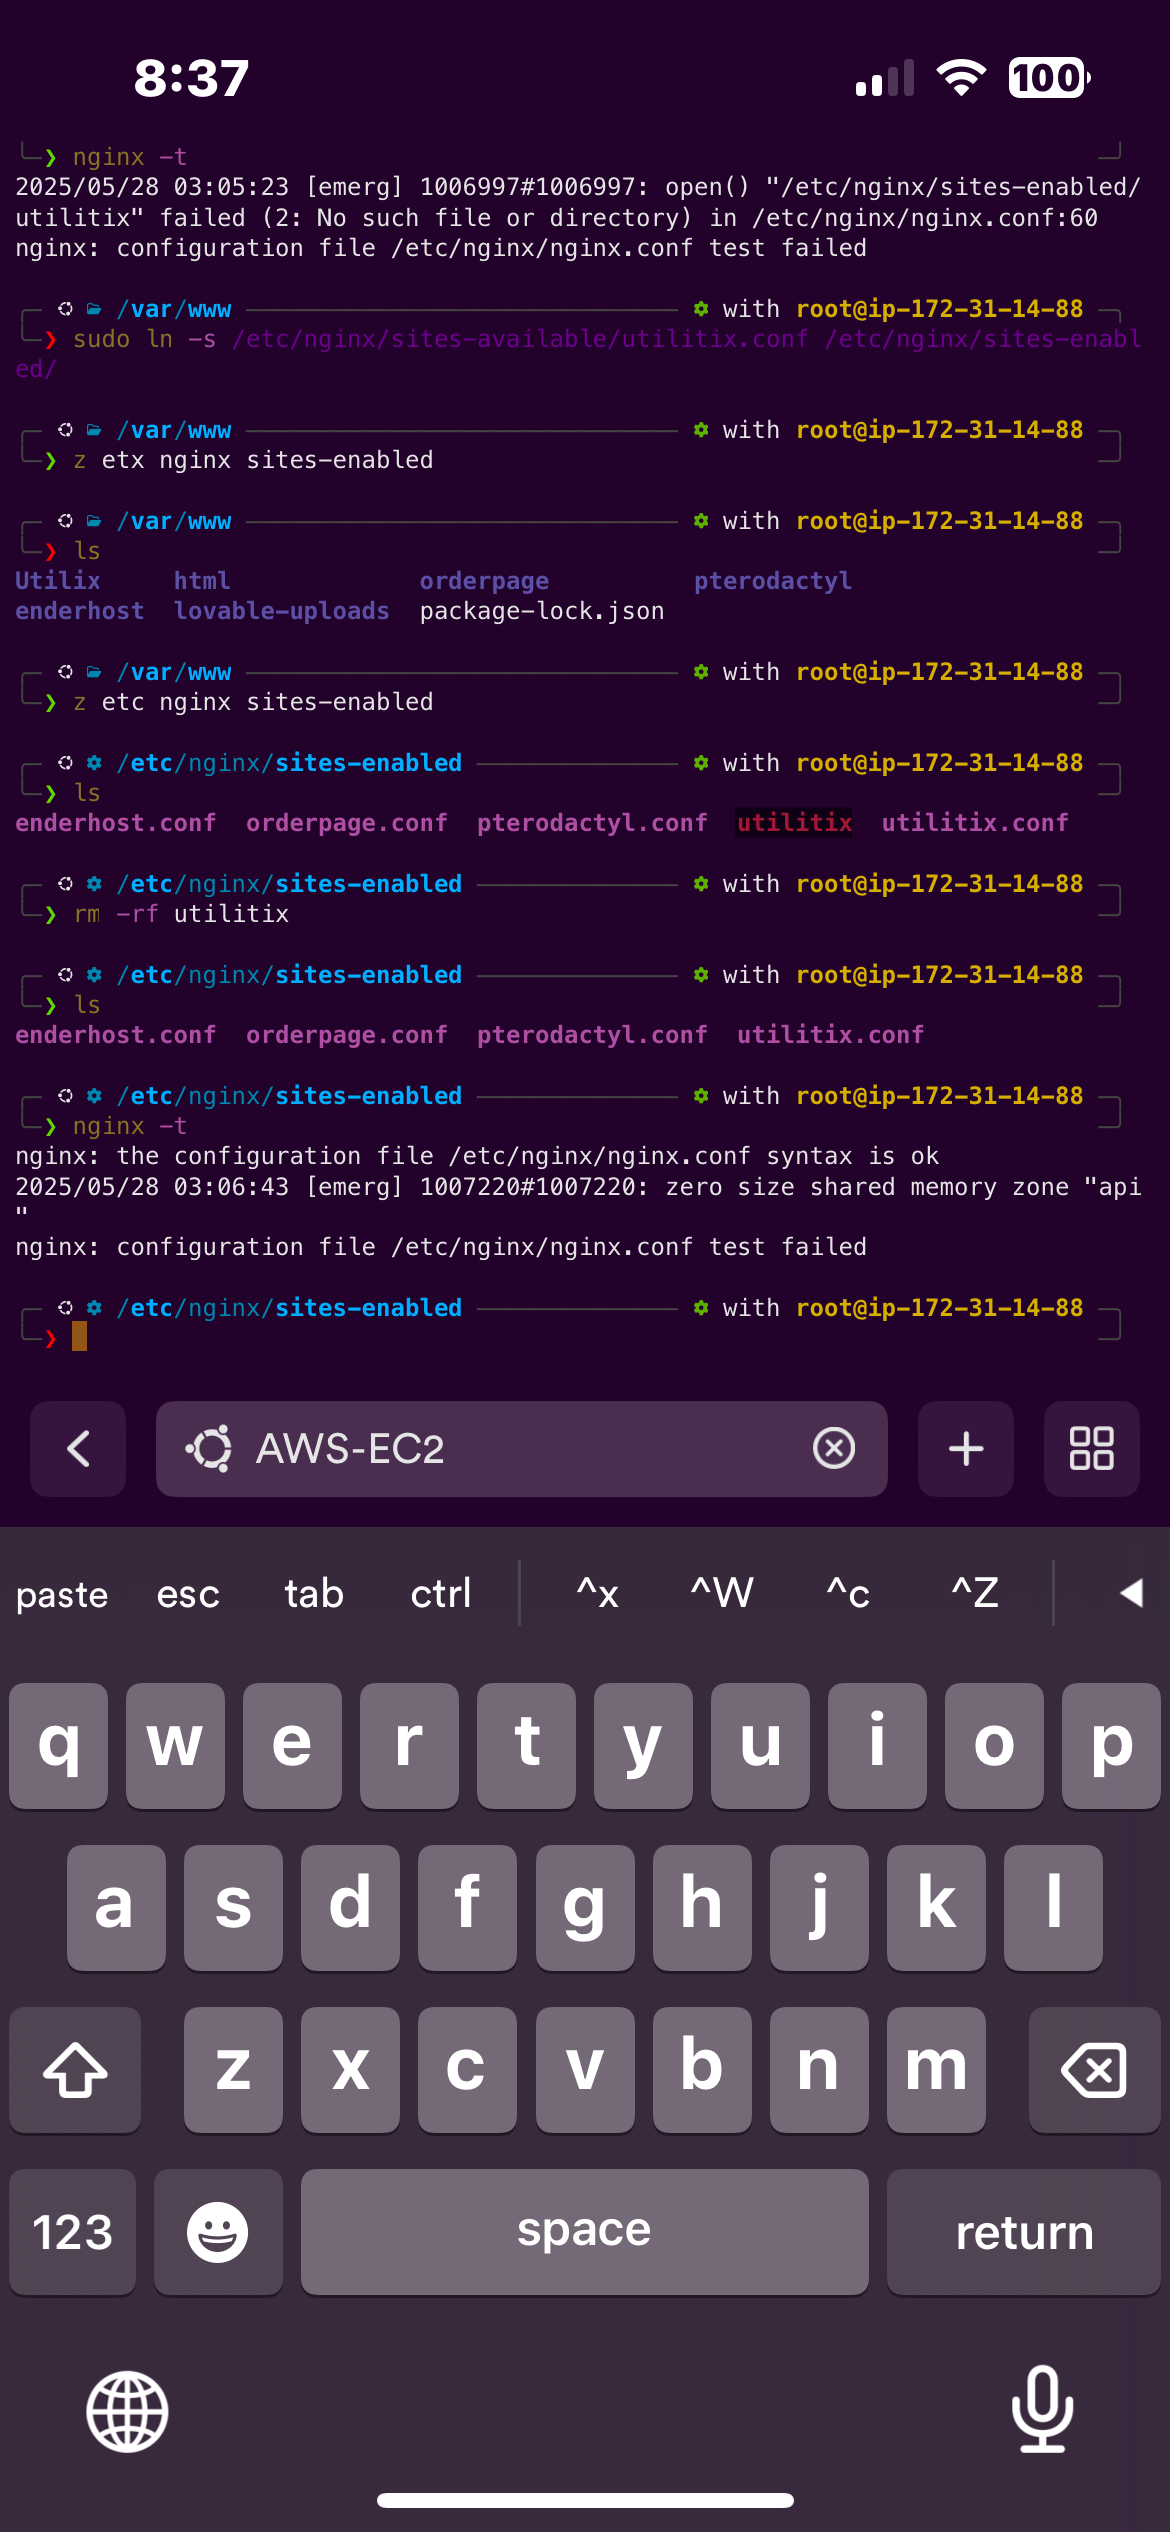 8:37
100
❯ nginx -t
2025/05/28 03:05:23 [emerg] 1006997#1006997: open() "/etc/nginx/sites-enabled/
utilitix" failed (2: No such file or directory) in /etc/nginx/nginx.conf:60
nginx: configuration file /etc/nginx/nginx.conf test failed
/var/www with root@ip-172-31-14-88
❯ sudo ln -s /etc/nginx/sites-available/utilitix.conf /etc/nginx/sites-enabl
ed/
/var/www with root@ip-172-31-14-88
❯ z etx nginx sites-enabled
/var/www with root@ip-172-31-14-88
❯ ls
Utilix html orderpage pterodactyl
enderhost lovable-uploads package-lock.json
/var/www with root@ip-172-31-14-88
❯ z etc nginx sites-enabled
/etc/nginx/sites-enabled with root@ip-172-31-14-88
❯ ls
enderhost.conf orderpage.conf pterodactyl.conf utilitix utilitix.conf
/etc/nginx/sites-enabled with root@ip-172-31-14-88
❯ rm -rf utilitix
/etc/nginx/sites-enabled with root@ip-172-31-14-88
❯ ls
enderhost.conf orderpage.conf pterodactyl.conf utilitix.conf
/etc/nginx/sites-enabled with root@ip-172-31-14-88
❯ nginx -t
nginx: the configuration file /etc/nginx/nginx.conf syntax is ok
2025/05/28 03:06:43 [emerg] 1007220#1007220: zero size shared memory zone "api
"
nginx: configuration file /etc/nginx/nginx.conf test failed
/etc/nginx/sites-enabled with root@ip-172-31-14-88
❯
AWS-EC2
paste esc tab ctrl ^x ^W ^c ^Z
q w e r t y u i o p
a s d f g h j k l
z x c v b n m
123 space return